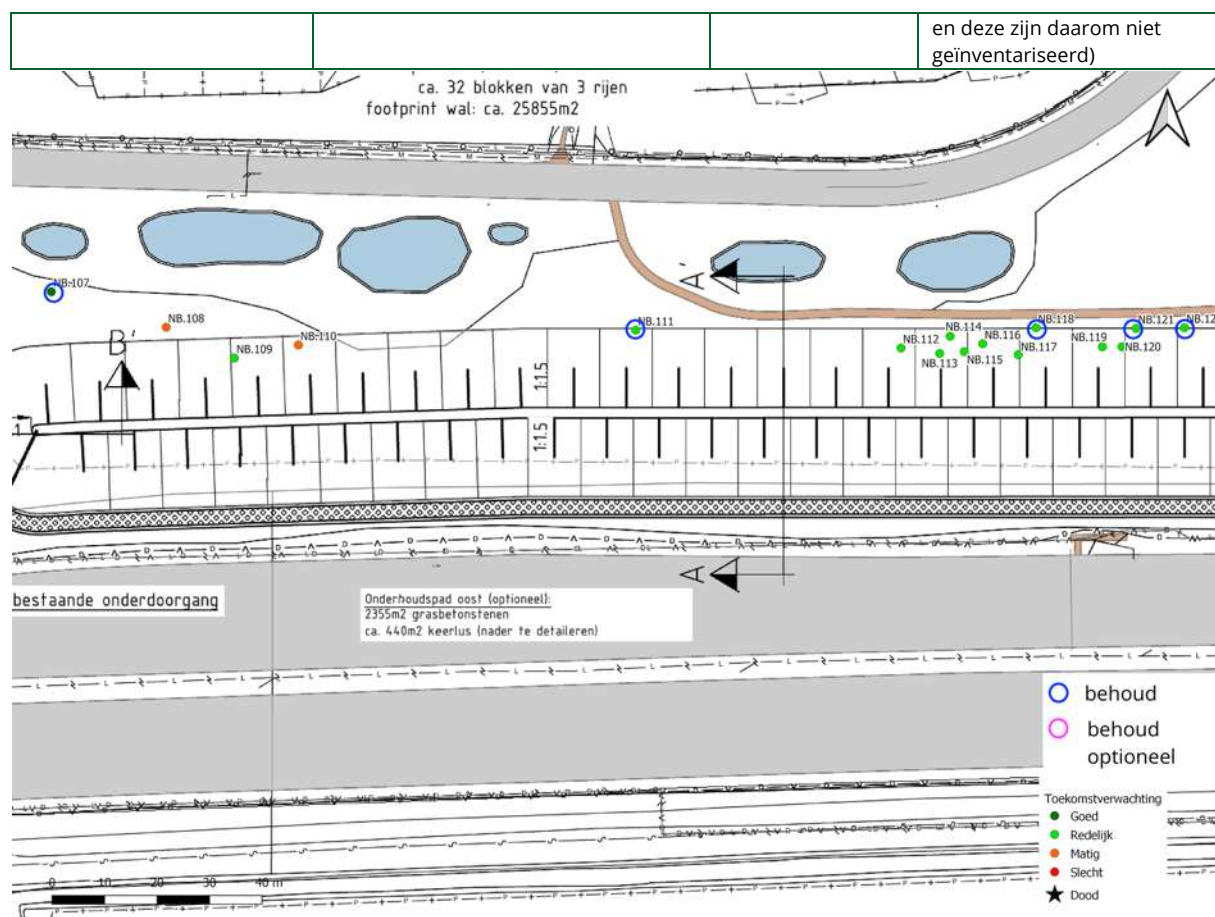 en deze zijn daarom niet
geïnventariseerd)
ca. 32 blokken van 3 rijen
footprint wal: ca. 25855m2
NB.107
NB.108
NB.109
NB.110
NB.111
NB.112
NB.113
NB.114
NB.115
NB.116
NB.117
NB.118
NB.119
NB.120
NB.121
A'
B'
1:1.5
1:1.5
A
bestaande onderdoorgang
Onderhoudspad oost (optioneel):
2355m2 grasbetonstenen
ca. 440m2 keerlus (nader te detaileren)
behoud
behoud
optioneel
Toekomstverwachting
Goed
Redelijk
Matig
Slecht
Dood
0 10 20 30 40 m